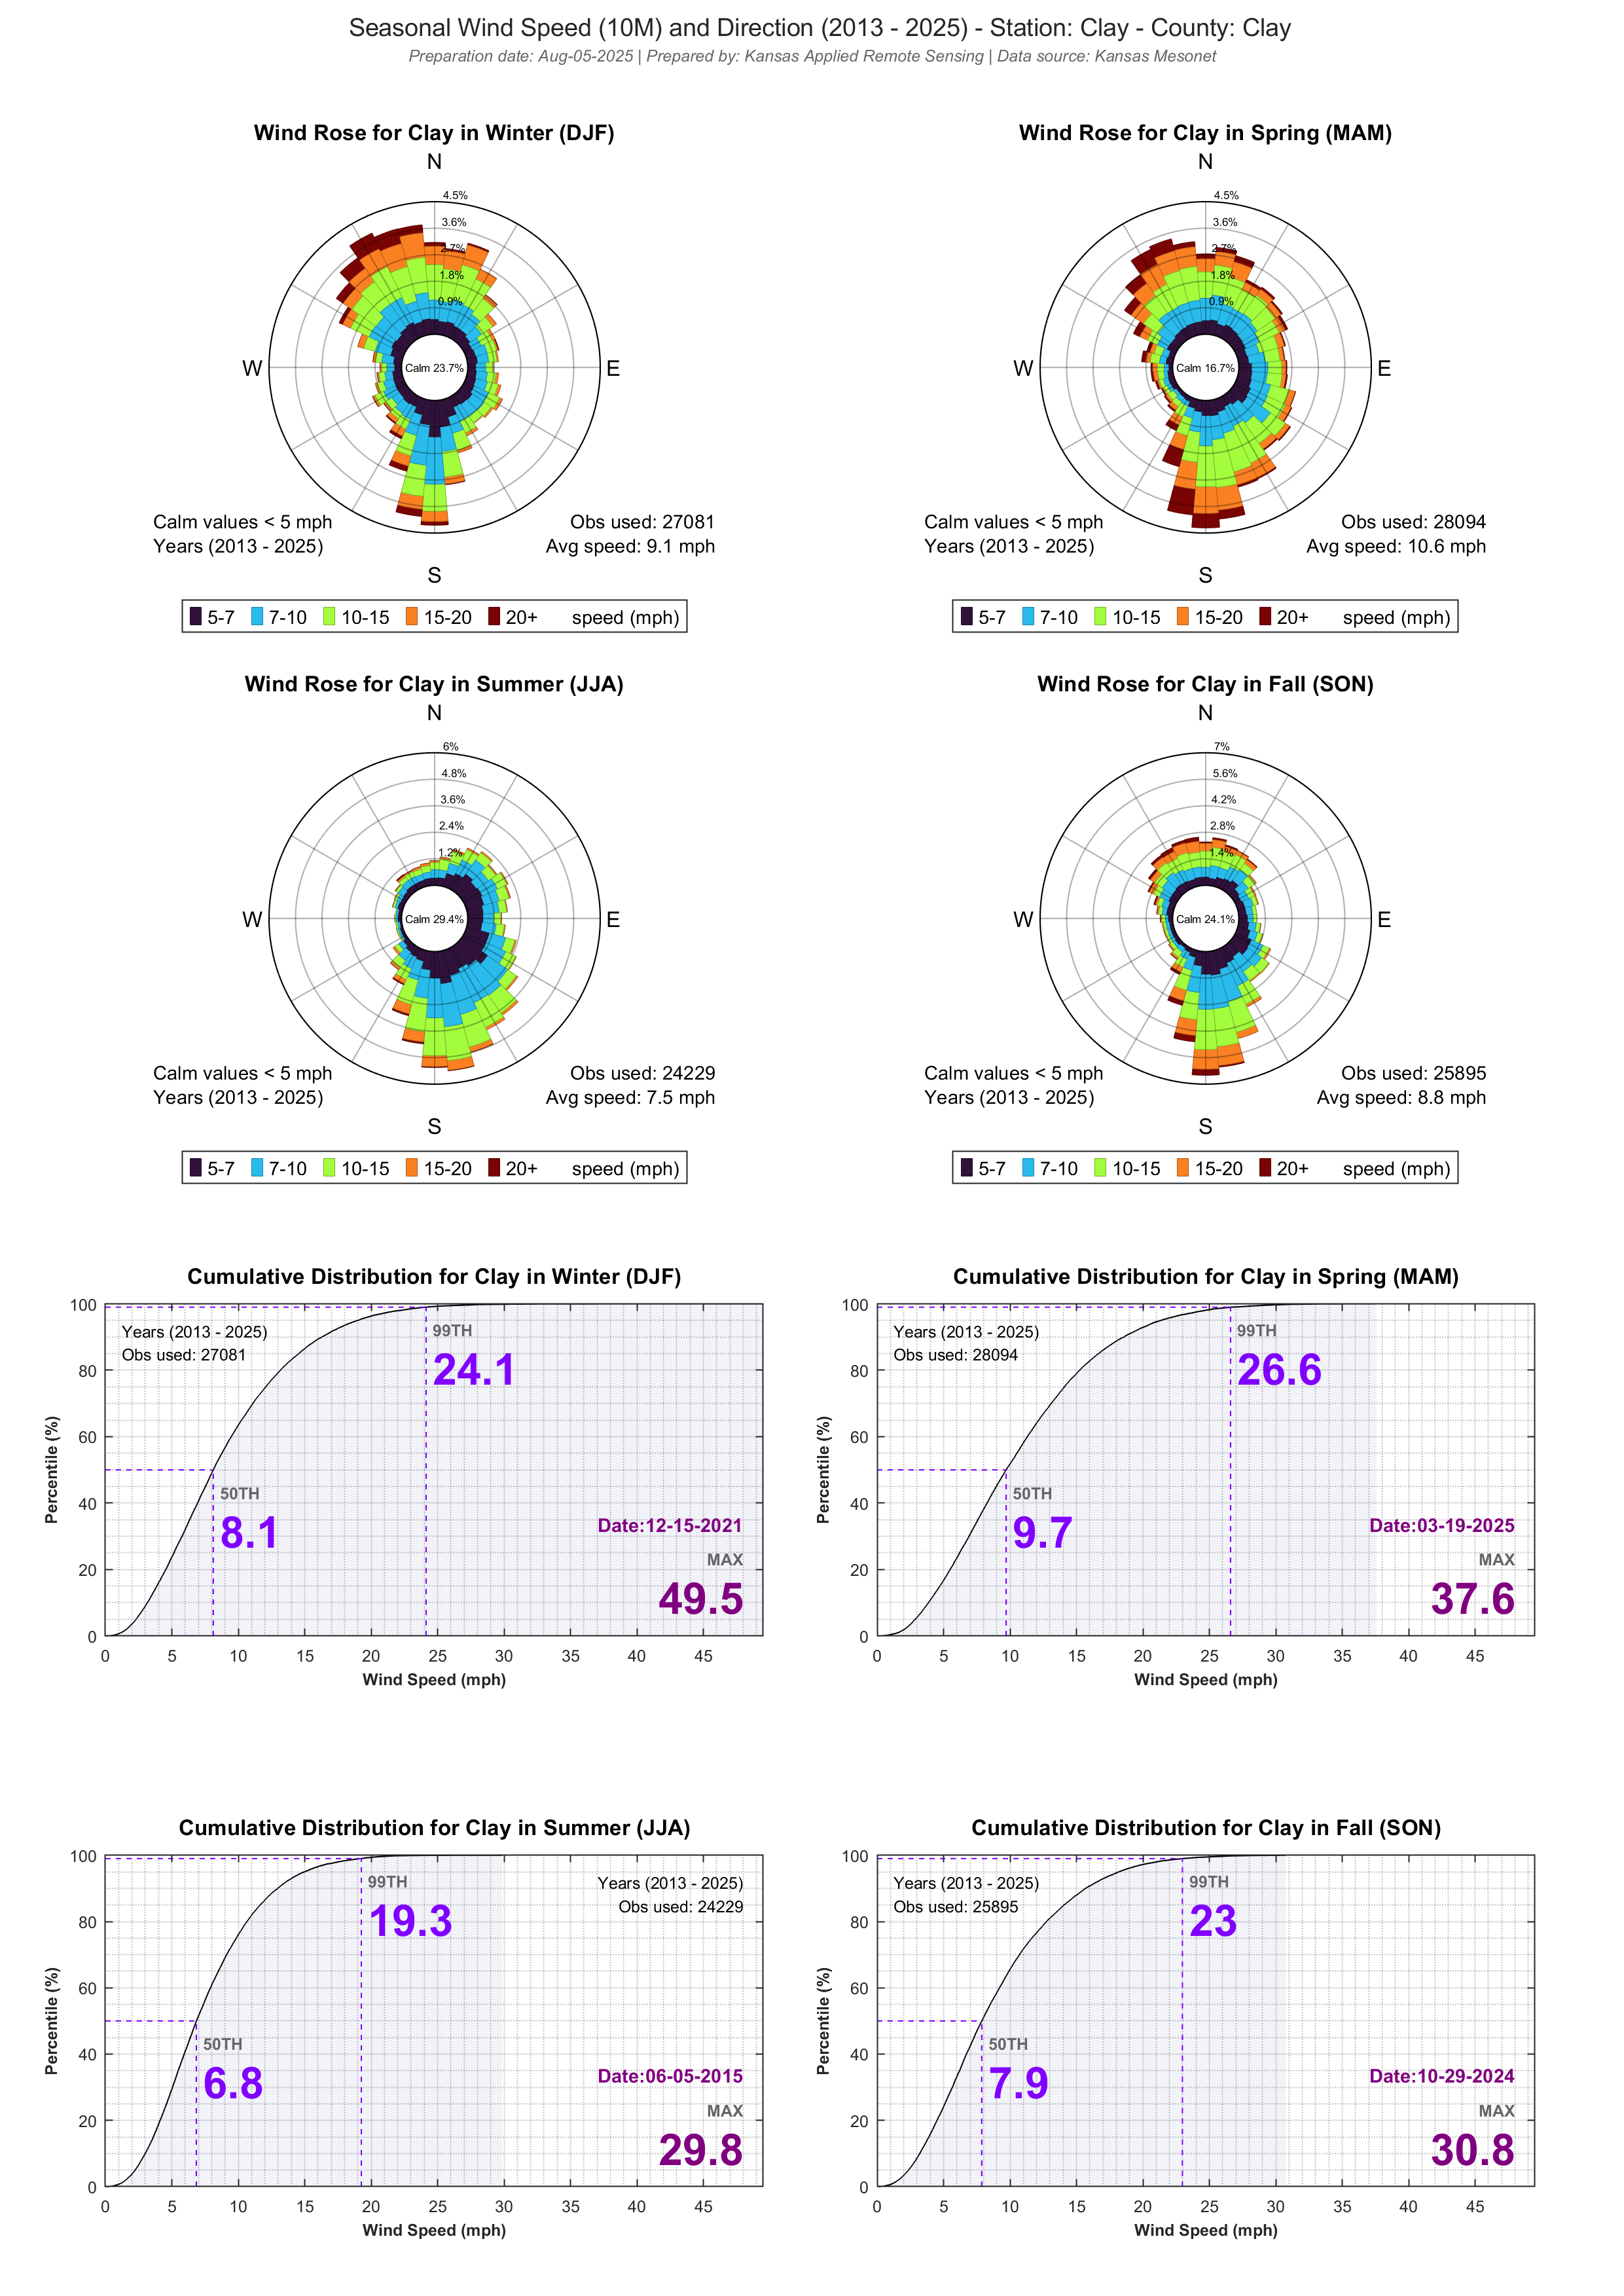 Seasonal Wind Speed (10M) and Direction (2013 - 2025) - Station: Clay - County: Clay
Preparation date: Aug-05-2025 | Prepared by: Kansas Applied Remote Sensing | Data source: Kansas Mesonet
Wind Rose for Clay in Winter (DJF)
N
4.5%
3.6%
2.7%
1.8%
0.9%
W
Calm 23.7%
E
Calm values < 5 mph
Years (2013 - 2025)
Obs used: 27081
Avg speed: 9.1 mph
S
5-7 7-10 10-15 15-20 20+ speed (mph)
Wind Rose for Clay in Spring (MAM)
N
4.5%
3.6%
2.7%
1.8%
0.9%
W
Calm 16.7%
E
Calm values < 5 mph
Years (2013 - 2025)
Obs used: 28094
Avg speed: 10.6 mph
S
5-7 7-10 10-15 15-20 20+ speed (mph)
Wind Rose for Clay in Summer (JJA)
N
6%
4.8%
3.6%
2.4%
1.2%
W
Calm 29.4%
E
Calm values < 5 mph
Years (2013 - 2025)
Obs used: 24229
Avg speed: 7.5 mph
S
5-7 7-10 10-15 15-20 20+ speed (mph)
Wind Rose for Clay in Fall (SON)
N
7%
5.6%
4.2%
2.8%
1.4%
W
Calm 24.1%
E
Calm values < 5 mph
Years (2013 - 2025)
Obs used: 25895
Avg speed: 8.8 mph
S
5-7 7-10 10-15 15-20 20+ speed (mph)
Cumulative Distribution for Clay in Winter (DJF)
100
80
60
40
20
0
Percentile (%)
Years (2013 - 2025)
Obs used: 27081
99TH
24.1
50TH
8.1
Date:12-15-2021
MAX
49.5
0 5 10 15 20 25 30 35 40 45
Wind Speed (mph)
Cumulative Distribution for Clay in Spring (MAM)
100
80
60
40
20
0
Percentile (%)
Years (2013 - 2025)
Obs used: 28094
99TH
26.6
50TH
9.7
Date:03-19-2025
MAX
37.6
0 5 10 15 20 25 30 35 40 45
Wind Speed (mph)
Cumulative Distribution for Clay in Summer (JJA)
100
80
60
40
20
0
Percentile (%)
Years (2013 - 2025)
Obs used: 24229
99TH
19.3
50TH
6.8
Date:06-05-2015
MAX
29.8
0 5 10 15 20 25 30 35 40 45
Wind Speed (mph)
Cumulative Distribution for Clay in Fall (SON)
100
80
60
40
20
0
Percentile (%)
Years (2013 - 2025)
Obs used: 25895
99TH
23
50TH
7.9
Date:10-29-2024
MAX
30.8
0 5 10 15 20 25 30 35 40 45
Wind Speed (mph)